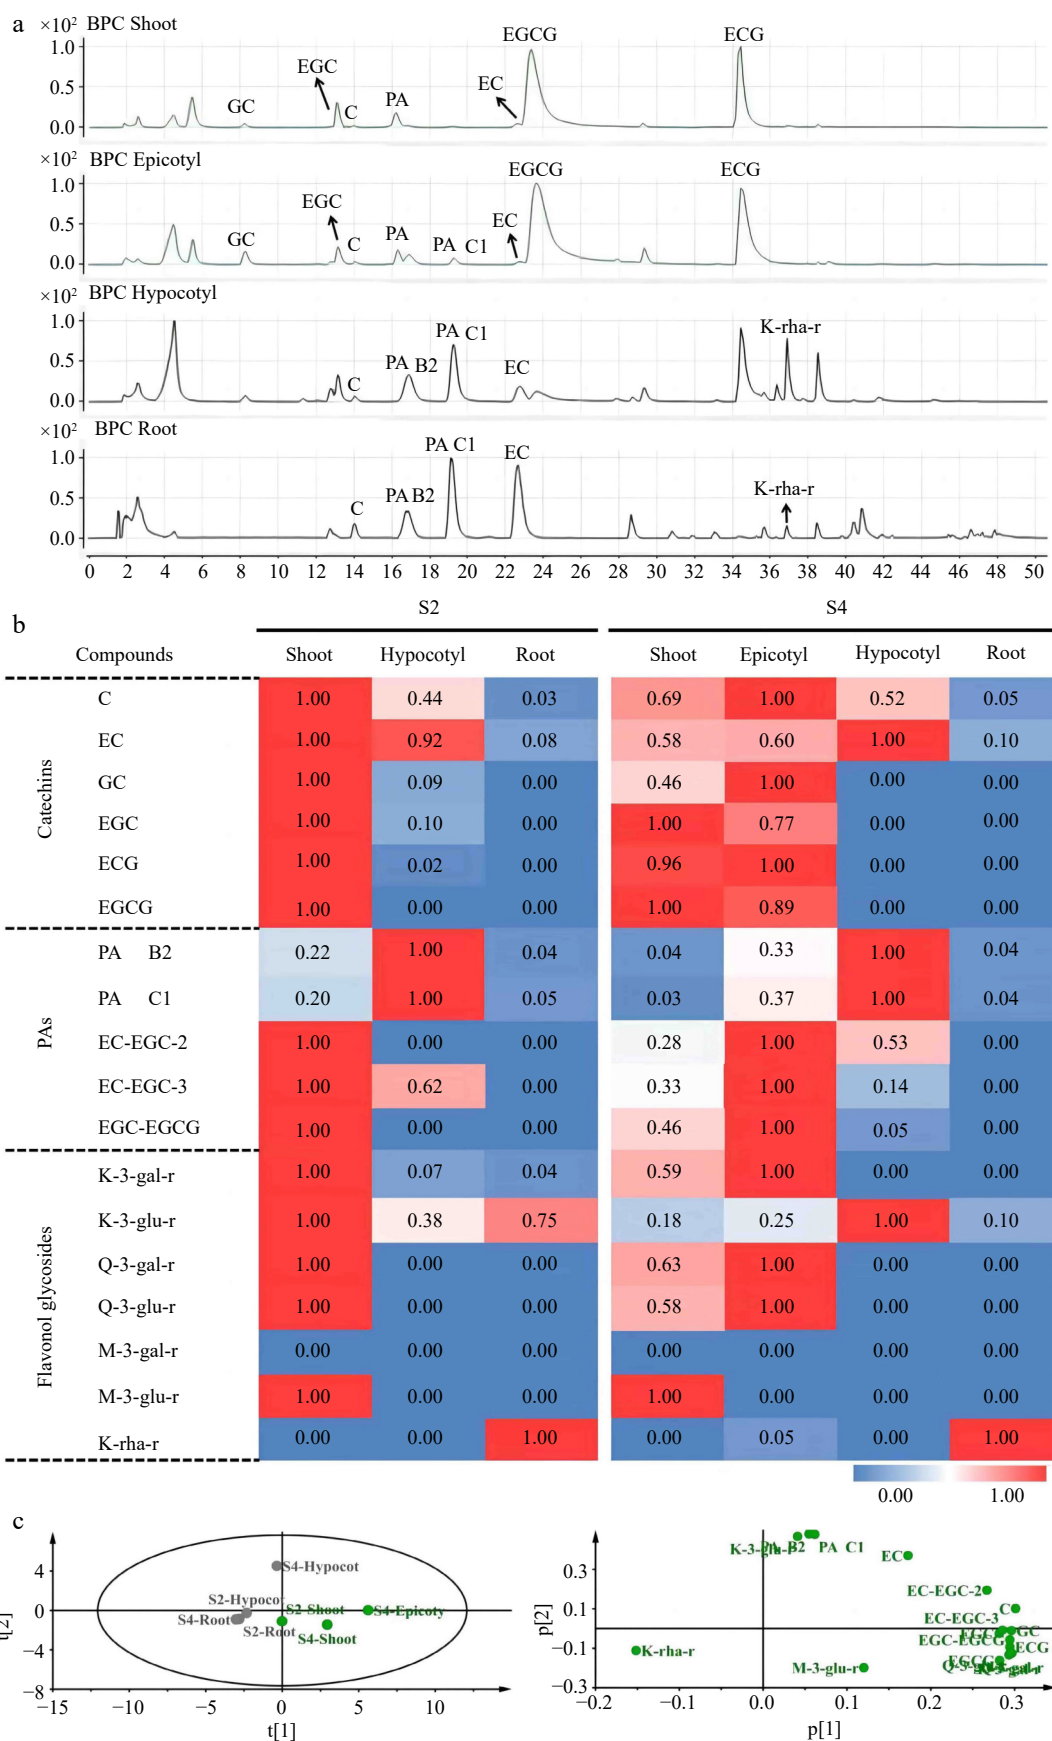 a ×10² BPC Shoot
1.0
0.5
0.0
GC
EGC
C
PA
EC
EGCG
ECG
×10² BPC Epicotyl
1.0
0.5
0.0
GC
EGC
C
PA
PA C1
EC
EGCG
ECG
×10² BPC Hypocotyl
1.0
0.5
0.0
C
PA B2
PA C1
EC
K-rha-r
×10² BPC Root
1.0
0.5
0.0
C
PA B2
PA C1
EC
K-rha-r
0 2 4 6 8 10 12 14 16 18 20 22 24 26 28 30 32 34 36 38 40 42 44 46 48 50
b
S2 S4
Compounds Shoot Hypocotyl Root Shoot Epicotyl Hypocotyl Root
Catechins
C 1.00 0.44 0.03 0.69 1.00 0.52 0.05
EC 1.00 0.92 0.08 0.58 0.60 1.00 0.10
GC 1.00 0.09 0.00 0.46 1.00 0.00 0.00
EGC 1.00 0.10 0.00 1.00 0.77 0.00 0.00
ECG 1.00 0.02 0.00 0.96 1.00 0.00 0.00
EGCG 1.00 0.00 0.00 1.00 0.89 0.00 0.00
PAs
PA B2 0.22 1.00 0.04 0.04 0.33 1.00 0.04
PA C1 0.20 1.00 0.05 0.03 0.37 1.00 0.04
EC-EGC-2 1.00 0.00 0.00 0.28 1.00 0.53 0.00
EC-EGC-3 1.00 0.62 0.00 0.33 1.00 0.14 0.00
EGC-EGCG 1.00 0.00 0.00 0.46 1.00 0.05 0.00
Flavonol glycosides
K-3-gal-r 1.00 0.07 0.04 0.59 1.00 0.00 0.00
K-3-glu-r 1.00 0.38 0.75 0.18 0.25 1.00 0.10
Q-3-gal-r 1.00 0.00 0.00 0.63 1.00 0.00 0.00
Q-3-glu-r 1.00 0.00 0.00 0.58 1.00 0.00 0.00
M-3-gal-r 0.00 0.00 0.00 0.00 0.00 0.00 0.00
M-3-glu-r 1.00 0.00 0.00 1.00 0.00 0.00 0.00
K-rha-r 0.00 0.00 1.00 0.00 0.05 0.00 1.00
0.00 1.00
c
4
0
−4
−8
t[2]
S4-Hypocot
S2-Hypocot
S4-Root
S2-Root
S2-Shoot
S4-Shoot
S4-Epicoty
−15 −10 −5 0 5 10
t[1]
0.3
0.1
−0.1
−0.3
p[2]
B2 PA C1
EC
EC-EGC-2
C
EC-EGC-3
GC
EGC-EGCG
ECG
EGCG
K-rha-r
M-3-glu-r
−0.2 −0.1 0.0 0.1 0.2 0.3
p[1]